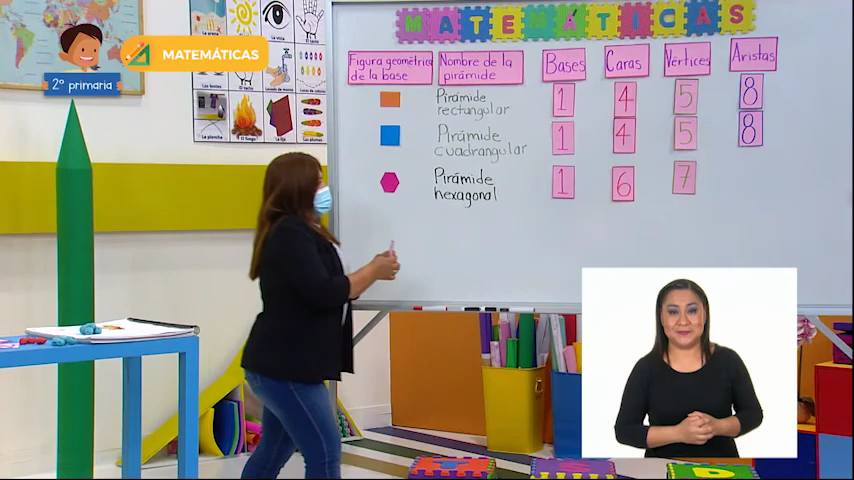 MATEMÁTICAS
2° primaria
MATEMÁTICAS
Figura geométrica de la base
Nombre de la pirámide
Bases
Caras
Vértices
Aristas
Pirámide rectangular
1
4
5
8
Pirámide cuadrangular
1
4
5
8
Pirámide hexagonal
1
6
7